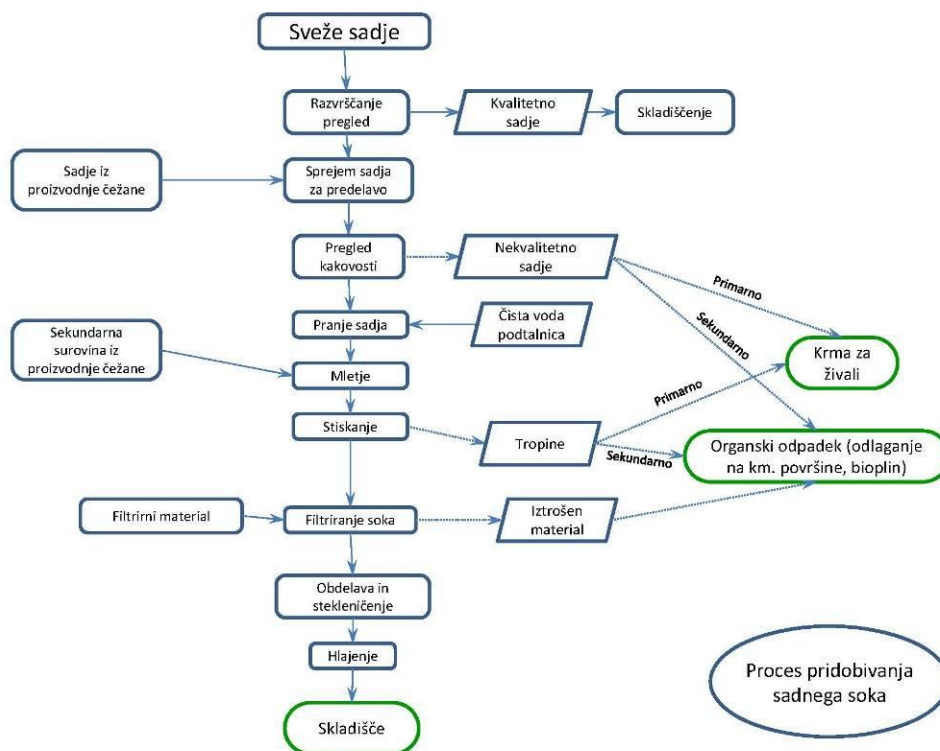 Sveže sadje
Razvrščanje
pregled
Kvalitetno
sadje
Skladiščenje
Sadje iz
proizvodnje čežane
Sprejem sadja
za predelavo
Pregled
kakovosti
Nekvalitetno
sadje
Primarno
Sekundarno
Pranje sadja
Čista voda
podtalnica
Sekundarna
surovina iz
proizvodnje čežane
Mletje
Krma za
živali
Primarno
Stiskanje
Tropine
Sekundarno
Organski odpadek (odlaganje
na km. površine, bioplin)
Filtrirni material
Filtriranje soka
Iztrošen
material
Obdelava in
stekleničenje
Hlajenje
Skladišče
Proces pridobivanja
sadnega soka